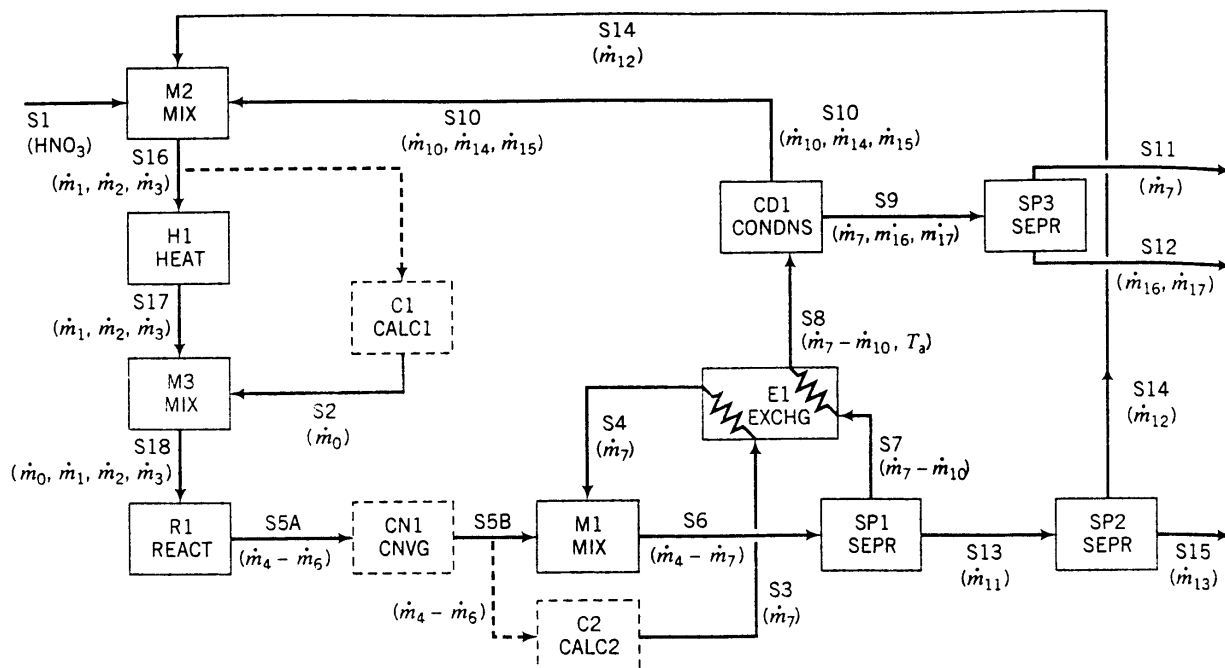 S14
(ṁ₁₂)
M2
MIX
S1
(HNO₃)
S10
(ṁ₁₀, ṁ₁₄, ṁ₁₅)
S10
(ṁ₁₀, ṁ₁₄, ṁ₁₅)
S16
(ṁ₁, ṁ₂, ṁ₃)
S11
(ṁ₇)
CD1
CONDNS
S9
(ṁ₇, ṁ₁₆, ṁ₁₇)
SP3
SEPR
H1
HEAT
S12
(ṁ₁₆, ṁ₁₇)
S17
(ṁ₁, ṁ₂, ṁ₃)
C1
CALC1
S8
(ṁ₇ – ṁ₁₀, Tₐ)
M3
MIX
S2
(ṁ₀)
E1
EXCHG
S4
(ṁ₇)
S14
(ṁ₁₂)
S18
(ṁ₀, ṁ₁, ṁ₂, ṁ₃)
S7
(ṁ₇ – ṁ₁₀)
R1
REACT
S5A
(ṁ₄ – ṁ₆)
CN1
CNVG
S5B
(ṁ₄ – ṁ₆)
M1
MIX
S6
(ṁ₄ – ṁ₇)
SP1
SEPR
S13
(ṁ₁₁)
SP2
SEPR
S15
(ṁ₁₃)
S3
(ṁ₇)
C2
CALC2